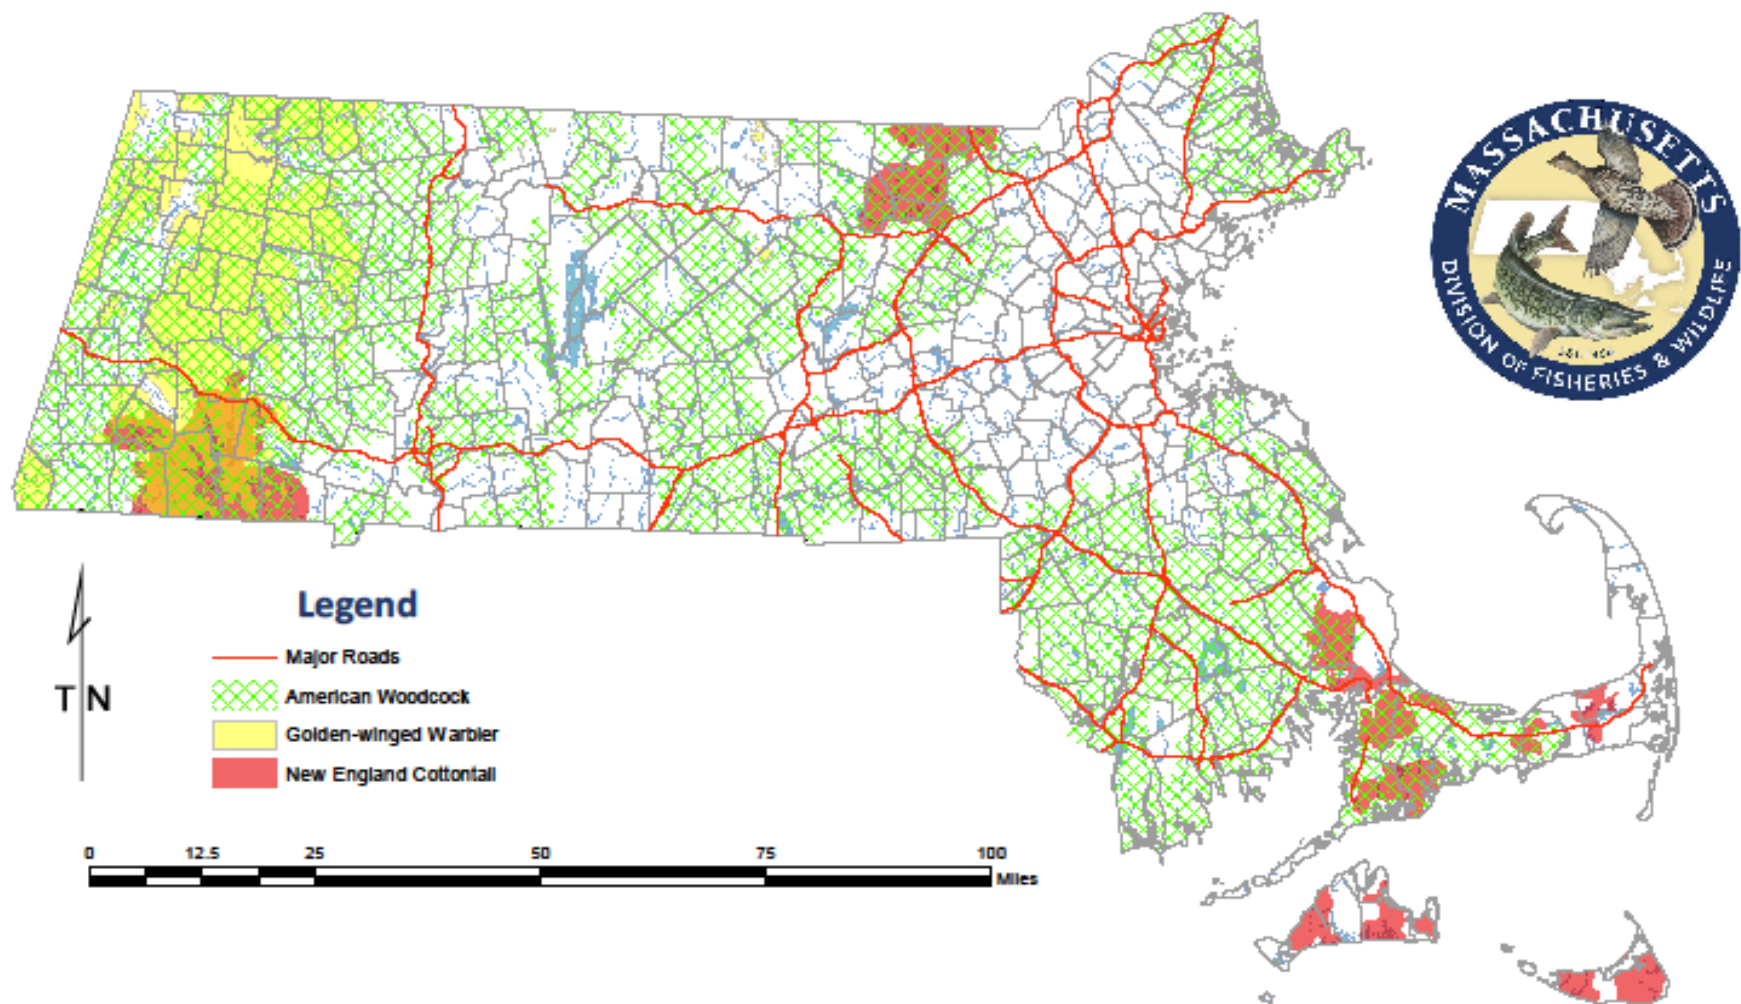 MASSACHUSETTS
DIVISION OF FISHERIES & WILDLIFE
Legend
Major Roads
American Woodcock
Golden-winged Warbler
New England Cottontail
T N
0 12.5 25 50 75 100
Miles